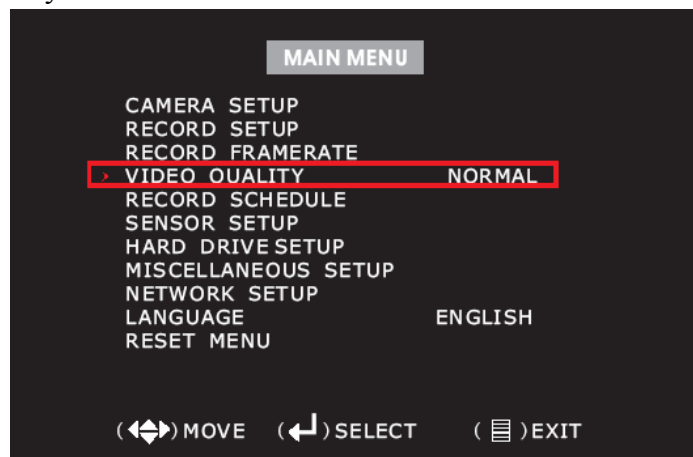 MAIN MENU
CAMERA SETUP
RECORD SETUP
RECORD FRAMERATE
VIDEO OUALITY NORMAL
RECORD SCHEDULE
SENSOR SETUP
HARD DRIVE SETUP
MISCELLANEOUS SETUP
NETWORK SETUP
LANGUAGE ENGLISH
RESET MENU
( ) MOVE ( ) SELECT ( ) EXIT